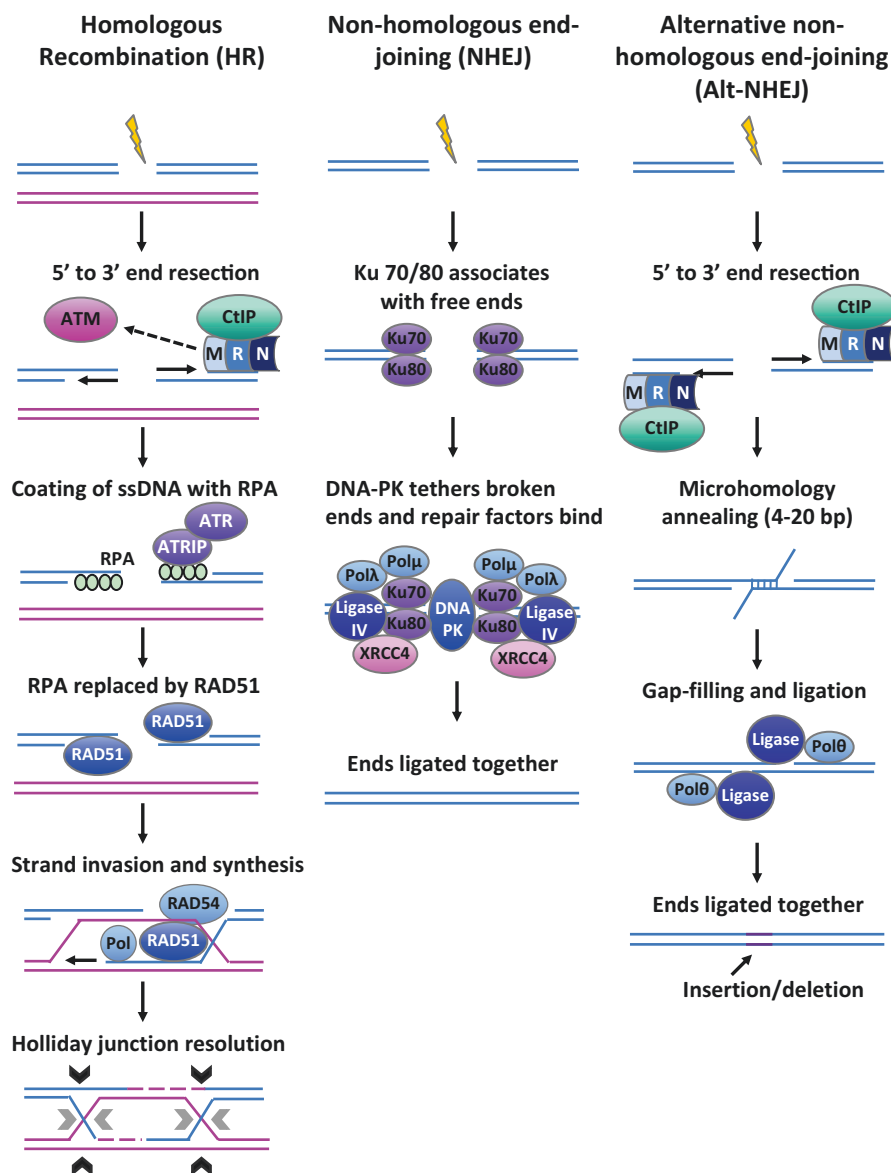 Homologous
Recombination (HR)
5' to 3' end resection
ATM
CtIP
M R N
Coating of ssDNA with RPA
ATR
ATRIP
RPA
RPA replaced by RAD51
RAD51
RAD51
Strand invasion and synthesis
RAD54
Pol
RAD51
Holliday junction resolution
Non-homologous end-
joining (NHEJ)
Ku 70/80 associates
with free ends
Ku70
Ku70
Ku80
Ku80
DNA-PK tethers broken
ends and repair factors bind
Polμ
Polμ
Polλ
Polλ
Ku70
Ku70
Ligase
IV
Ku80
DNA
PK
Ku80
Ligase
IV
XRCC4
XRCC4
Ends ligated together
Alternative non-
homologous end-joining
(Alt-NHEJ)
5' to 3' end resection
CtIP
M R N
M R N
CtIP
Microhomology
annealing (4-20 bp)
Gap-filling and ligation
Ligase
Polθ
Polθ
Ligase
Ends ligated together
Insertion/deletion